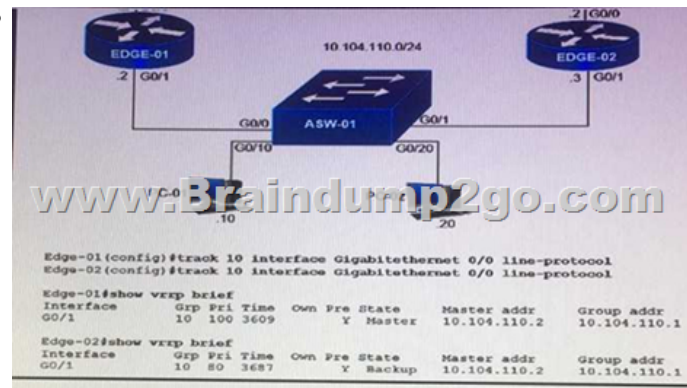 .2 G0/0
EDGE-01
10.104.110.0/24
EDGE-02
.2 G0/1
.3 G0/1
G0/0
ASW-01
G0/1
G0/10
G0/20
www.Braindump2go.com
.10
.20
Edge-01(config)#track 10 interface Gigabitethernet 0/0 line-protocol
Edge-02(config)#track 10 interface Gigabitethernet 0/0 line-protocol
Edge-01#show vrrp brief
Interface Grp Pri Time Own Pre State Master addr Group addr
G0/1 10 100 3609 Y Master 10.104.110.2 10.104.110.1
Edge-02#show vrrp brief
Interface Grp Pri Time Own Pre State Master addr Group addr
G0/1 10 80 3687 Y Backup 10.104.110.2 10.104.110.1